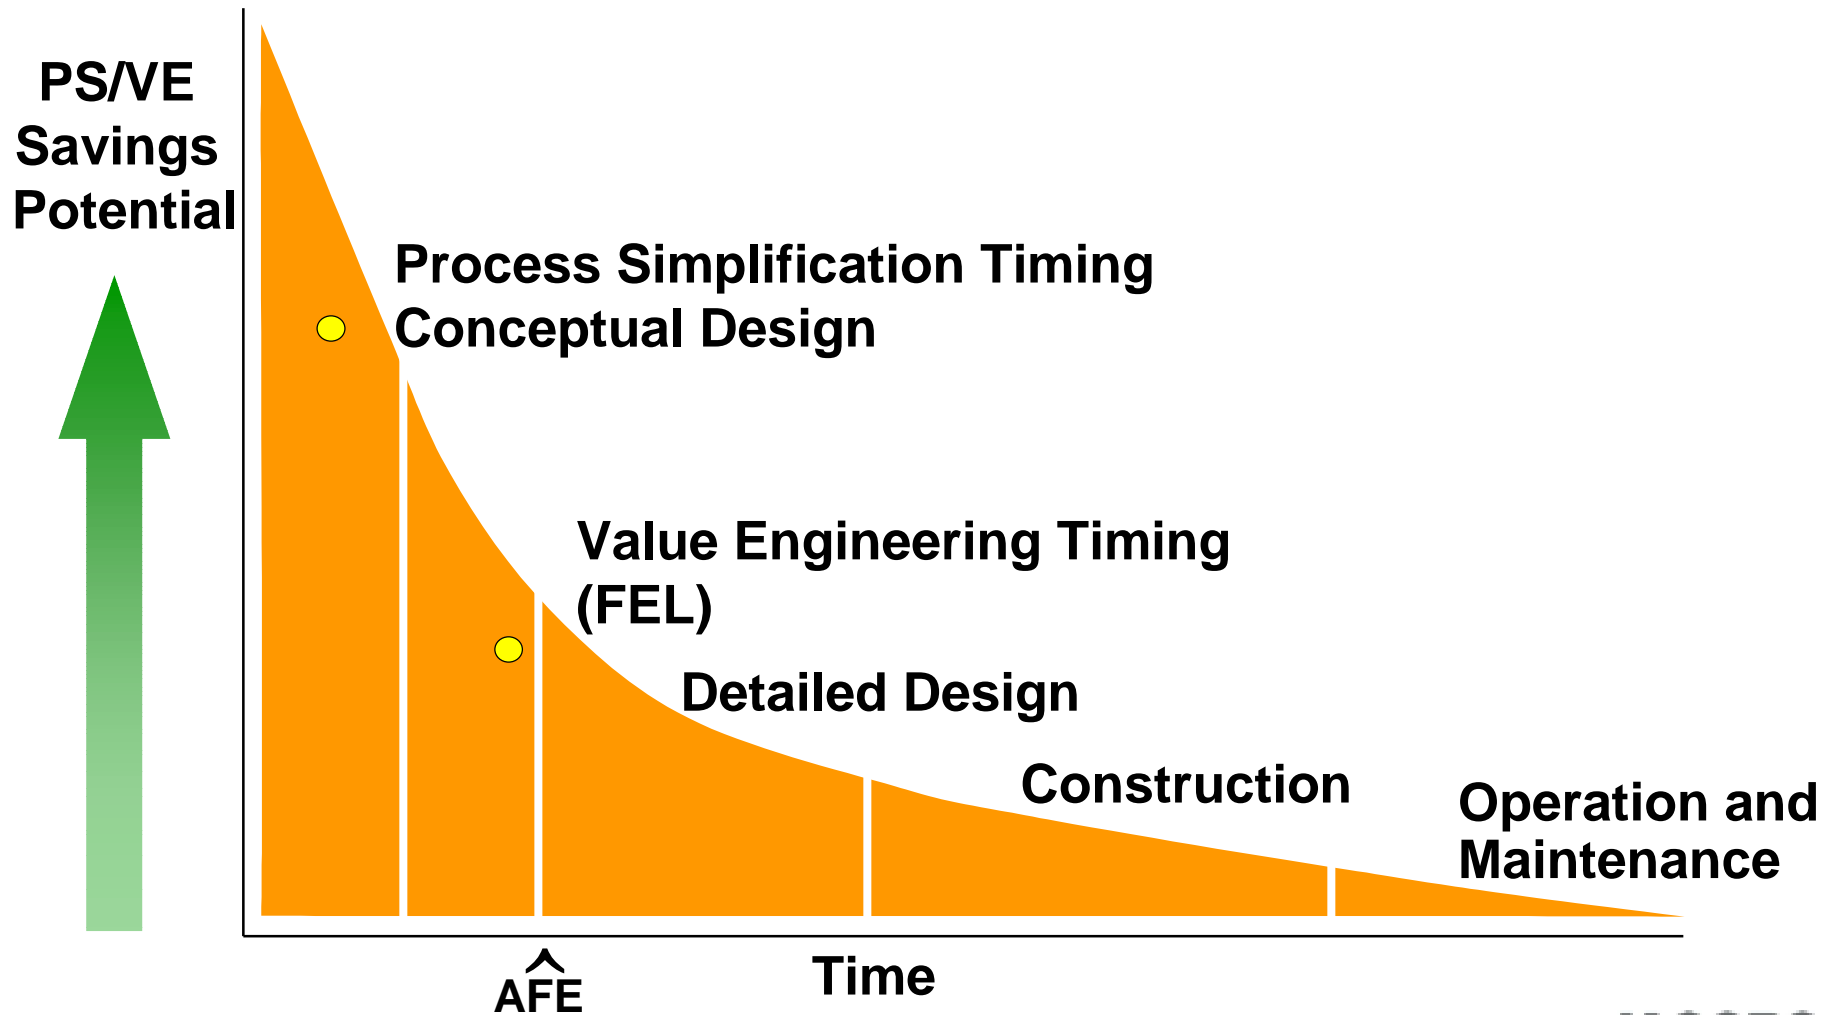 PS/VE
Savings
Potential
Process Simplification Timing
Conceptual Design
Value Engineering Timing
(FEL)
Detailed Design
Construction
Operation and
Maintenance
AFE
Time